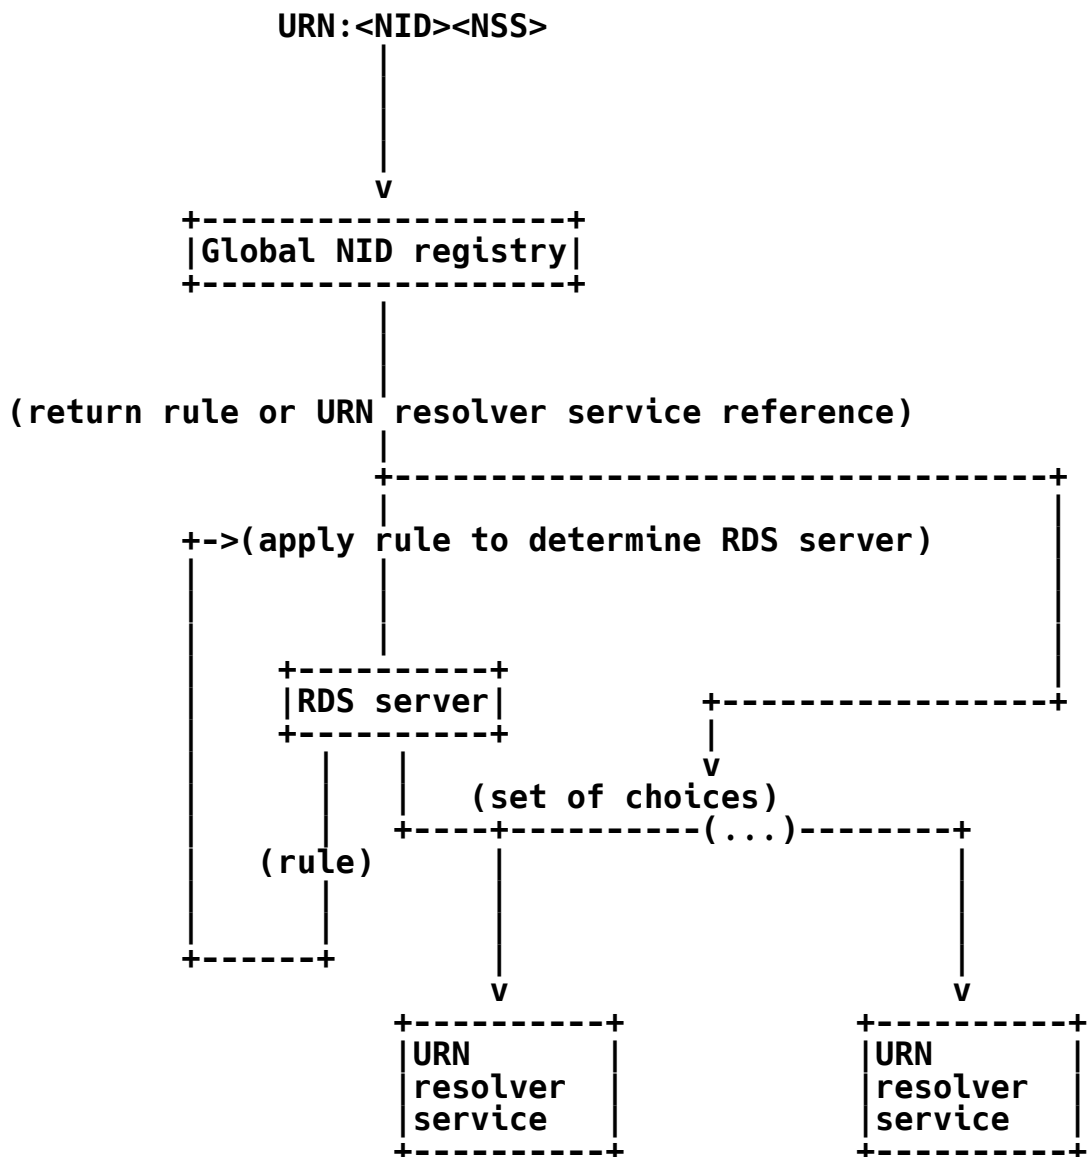 URN:<NID><NSS>
Global NID registry
(return rule or URN resolver service reference)
+->(apply rule to determine RDS server)
RDS server
(set of choices)
(...)
(rule)
URN
resolver
service
URN
resolver
service